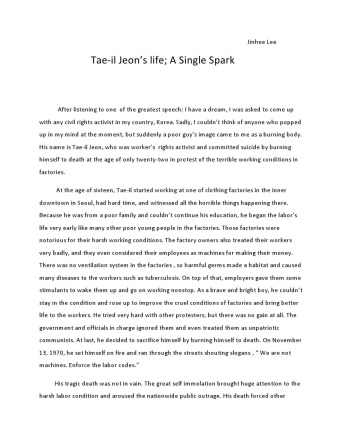 Jinhee Lee
Tae-il Jeon's life; A Single Spark
After listening to one of the greatest speech: I have a dream, I was asked to come up
with any civil rights activist in my country, Korea. Sadly, I couldn't think of anyone who popped
up in my mind at the moment, but suddenly a poor guy's image came to me as a burning body.
His name is Tae-il Jeon, who was worker's rights activist and committed suicide by burning
himself to death at the age of only twenty-two in protest of the terrible working conditions in
factories.
At the age of sixteen, Tae-il started working at one of clothing factories in the inner
downtown in Seoul, had hard time, and witnessed all the horrible things happening there.
Because he was from a poor family and couldn't continue his education, he began the labor's
life very early like many other poor young people in the factories. Those factories were
notorious for their harsh working conditions. The factory owners also treated their workers
very badly, and they even considered their employees as machines for making their money.
There was no ventilation system in the factories , so harmful germs made a habitat and caused
many diseases to the workers such as tuberculosis. On top of that, employers gave them some
stimulants to wake them up and go on working nonstop. As a brave and bright boy, he couldn't
stay in the condition and rose up to improve the cruel conditions of factories and bring better
life to the workers. He tried very hard with other protesters, but there was no gain at all. The
government and officials in charge ignored them and even treated them as unpatriotic
communists. At last, he decided to sacrifice himself by burning himself to death. On November
13, 1970, he set himself on fire and ran through the streets shouting slogans , " We are not
machines. Enforce the labor codes."
His tragic death was not in vain. The great self immolation brought huge attention to the
harsh labor condition and aroused the nationwide public outrage. His death forced other